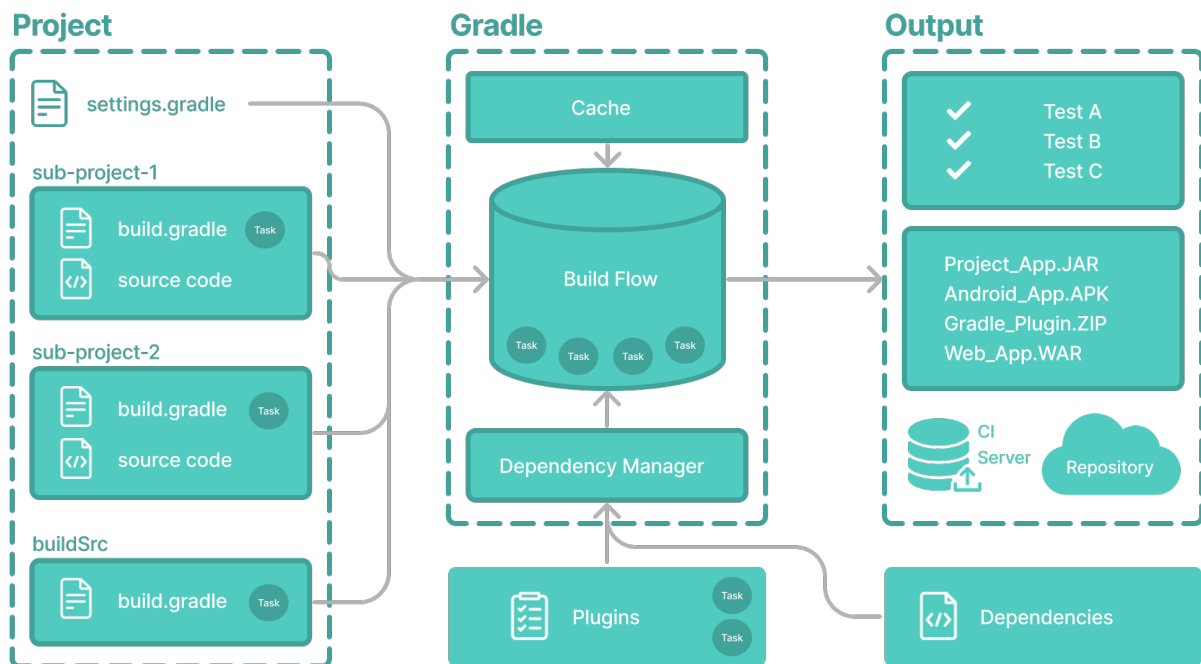 Project
settings.gradle
sub-project-1
build.gradle
Task
source code
sub-project-2
build.gradle
Task
source code
buildSrc
build.gradle
Task
Gradle
Cache
Build Flow
Task
Task
Task
Task
Dependency Manager
Plugins
Task
Task
Output
Test A
Test B
Test C
Project_App.JAR
Android_App.APK
Gradle_Plugin.ZIP
Web_App.WAR
CI
Server
Repository
Dependencies